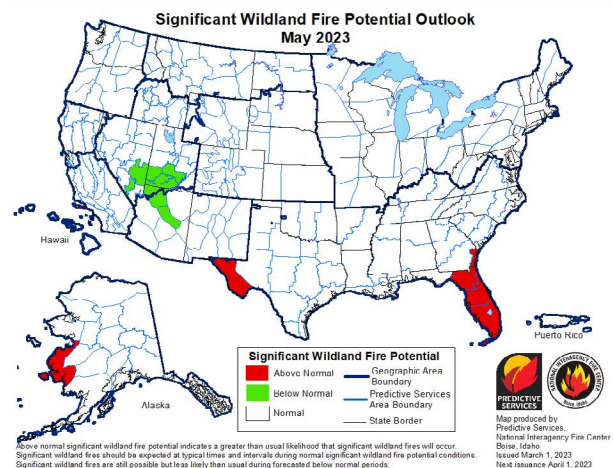 Significant Wildland Fire Potential Outlook
May 2023
Hawaii
Alaska
Puerto Rico
Significant Wildland Fire Potential
Above Normal
Below Normal
Normal
Geographic Area
Boundary
Predictive Services
Area Boundary
State Border
PREDICTIVE
SERVICES
NATIONAL INTERAGENCY FIRE CENTER
Boise, Idaho
Map produced by
Predictive Services,
National Interagency Fire Center
Boise, Idaho
Issued March 1, 2023
Next issuance April 1, 2023
Above normal significant wildland fire potential indicates a greater than usual likelihood that significant wildland fires will occur.
Significant wildland fires should be expected at typical times and intervals during normal significant wildland fire potential conditions.
Significant wildland fires are still possible but less likely than usual during forecasted below normal periods.